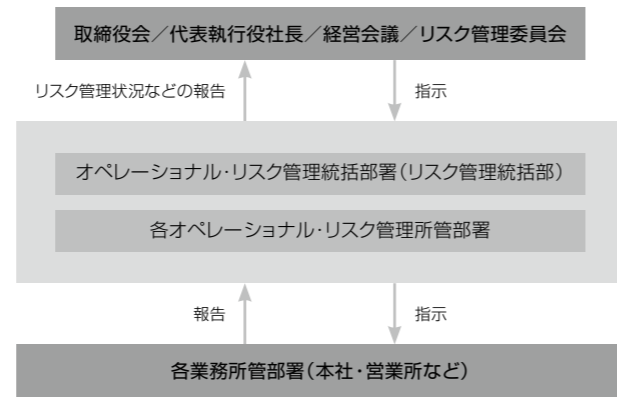 取締役会／代表執行役社長／経営会議／リスク管理委員会
リスク管理状況などの報告
指示
オペレーショナル・リスク管理統括部署（リスク管理統括部）
各オペレーショナル・リスク管理所管部署
報告
指示
各業務所管部署（本社・営業所など）